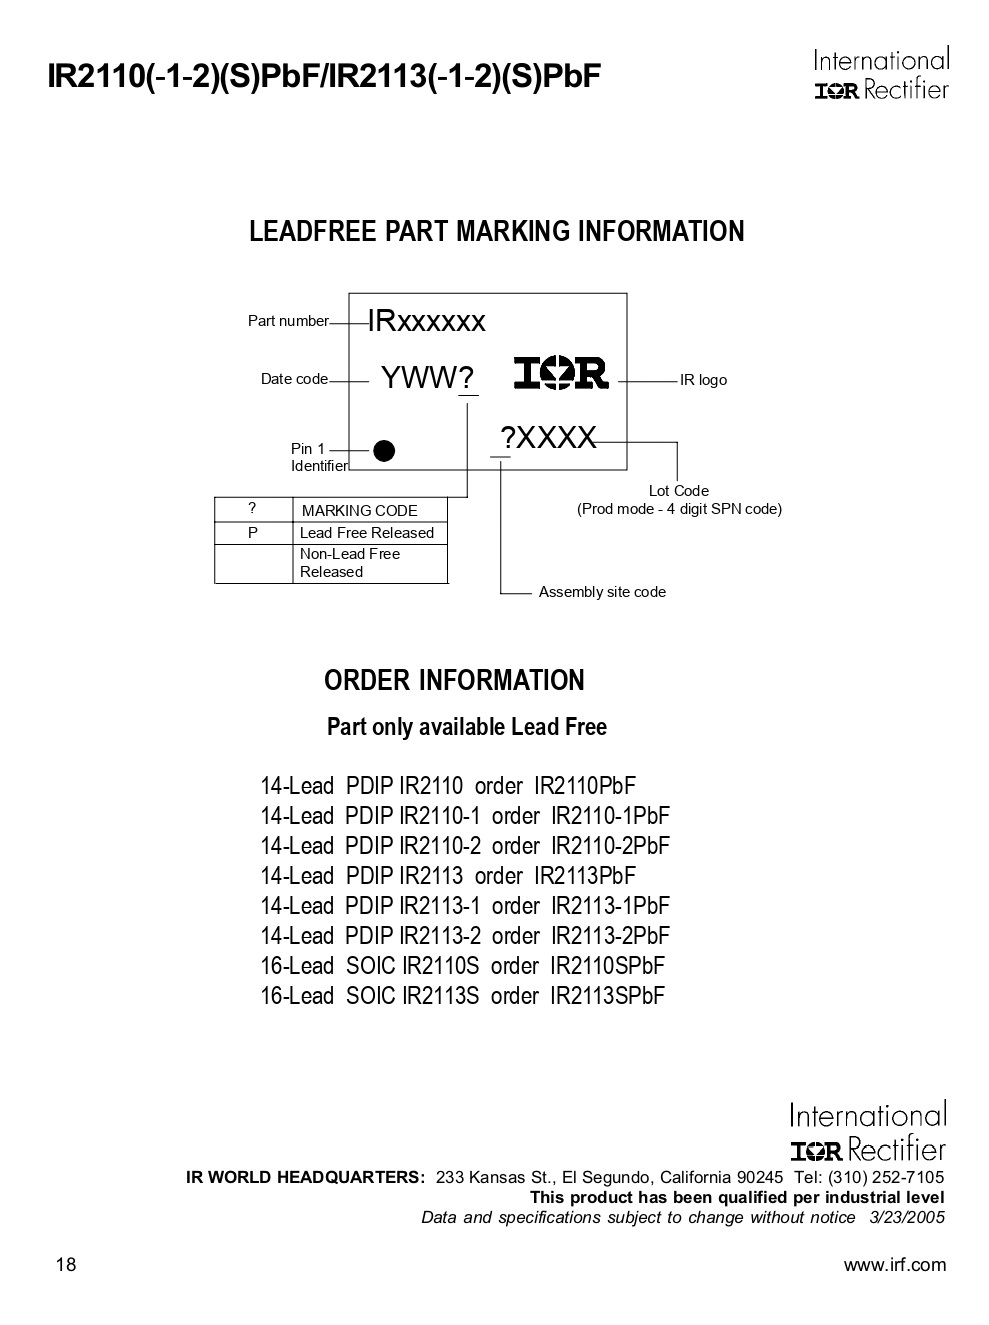 IR2110(-1-2)(S)PbF/IR2113(-1-2)(S)PbF
International
IOR Rectifier
LEADFREE PART MARKING INFORMATION
Part number
IRxxxxxx
Date code
YWW?
IOR
IR logo
?XXXX
Pin 1
Identifier
Lot Code
(Prod mode - 4 digit SPN code)
? MARKING CODE
P Lead Free Released
Non-Lead Free
Released
Assembly site code
ORDER INFORMATION
Part only available Lead Free
14-Lead PDIP IR2110 order IR2110PbF
14-Lead PDIP IR2110-1 order IR2110-1PbF
14-Lead PDIP IR2110-2 order IR2110-2PbF
14-Lead PDIP IR2113 order IR2113PbF
14-Lead PDIP IR2113-1 order IR2113-1PbF
14-Lead PDIP IR2113-2 order IR2113-2PbF
16-Lead SOIC IR2110S order IR2110SPbF
16-Lead SOIC IR2113S order IR2113SPbF
International
IOR Rectifier
IR WORLD HEADQUARTERS: 233 Kansas St., El Segundo, California 90245 Tel: (310) 252-7105
This product has been qualified per industrial level
Data and specifications subject to change without notice 3/23/2005
18
www.irf.com